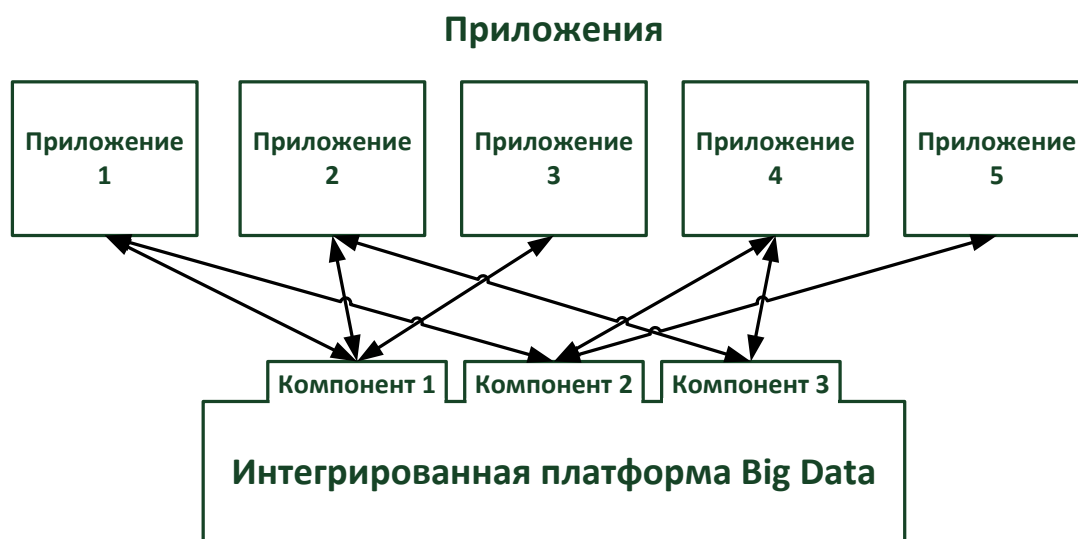 Приложения
Приложение
1
Приложение
2
Приложение
3
Приложение
4
Приложение
5
Компонент 1
Компонент 2
Компонент 3
Интегрированная платформа Big Data